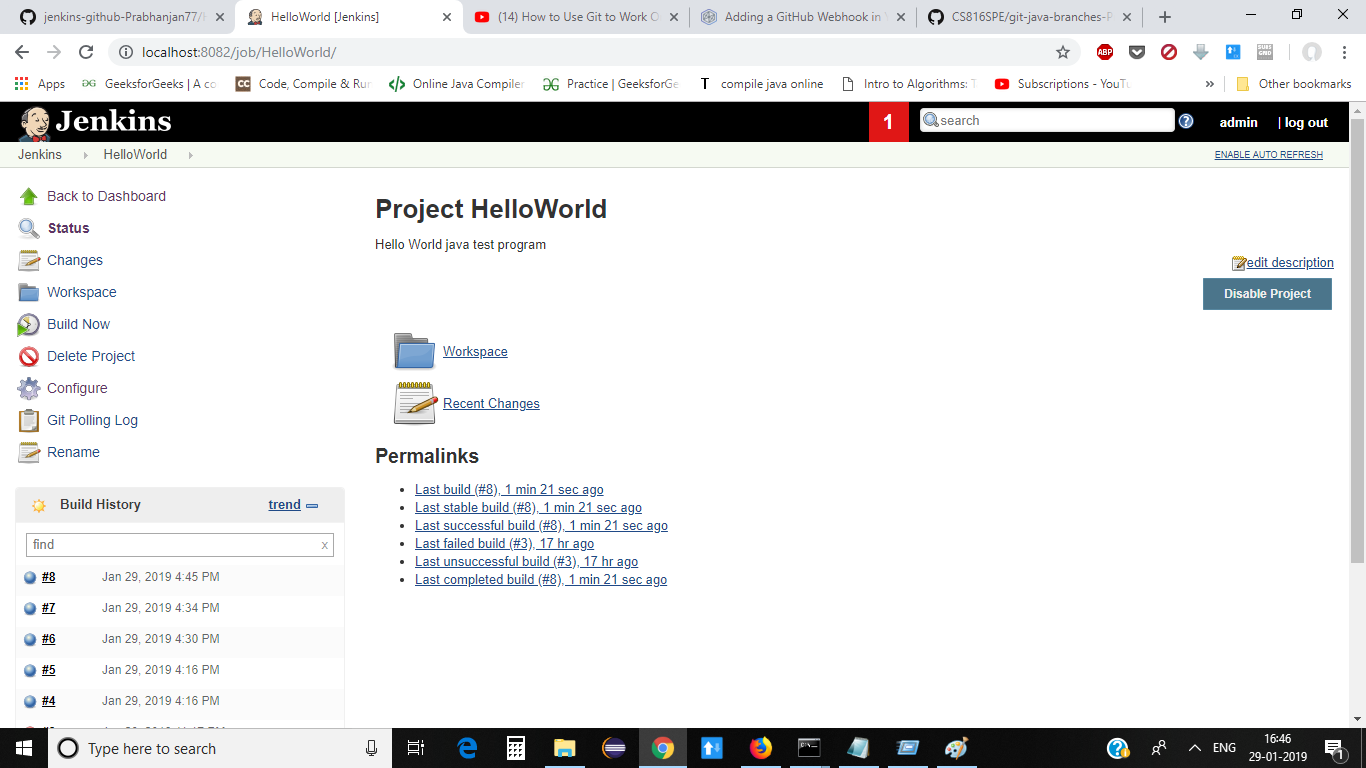 jenkins-github-Prabhanjan77/
HelloWorld [Jenkins]
(14) How to Use Git to Work O
Adding a GitHub Webhook in
CS816SPE/git-java-branches-P
localhost:8082/job/HelloWorld/
ABP
Apps
GeeksforGeeks | A co
CC
Code, Compile & Run
Online Java Compiler
Practice | GeeksforGe
T
compile java online
Intro to Algorithms: T
Subscriptions - YouTu
»
Other bookmarks
Jenkins
1
search
?
admin
| log out
Jenkins
HelloWorld
ENABLE AUTO REFRESH
Back to Dashboard
Status
Changes
Workspace
Build Now
Delete Project
Configure
Git Polling Log
Rename
Project HelloWorld
Hello World java test program
edit description
Disable Project
Workspace
Recent Changes
Permalinks
Last build (#8), 1 min 21 sec ago
Last stable build (#8), 1 min 21 sec ago
Last successful build (#8), 1 min 21 sec ago
Last failed build (#3), 17 hr ago
Last unsuccessful build (#3), 17 hr ago
Last completed build (#8), 1 min 21 sec ago
Build History
trend
find
x
#8 Jan 29, 2019 4:45 PM
#7 Jan 29, 2019 4:34 PM
#6 Jan 29, 2019 4:30 PM
#5 Jan 29, 2019 4:16 PM
#4 Jan 29, 2019 4:16 PM
Type here to search
ENG
16:46
29-01-2019
1